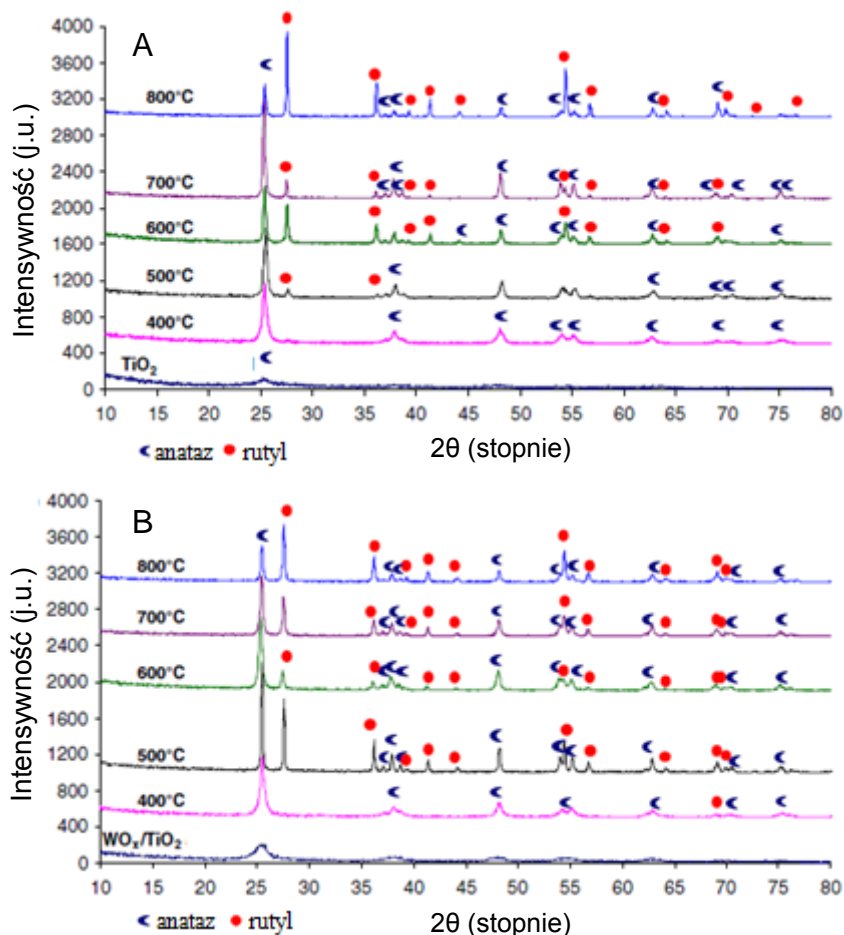 A
Intensywność (j.u.)
4000
3600
3200
2800
2400
2000
1600
1200
800
400
0
800°C
700°C
600°C
500°C
400°C
TiO2
10 15 20 25 30 35 40 45 50 55 60 65 70 75 80
anataz rutyl
2θ (stopnie)
B
Intensywność (j.u.)
4000
3600
3200
2800
2400
2000
1600
1200
800
400
0
800°C
700°C
600°C
500°C
400°C
WOx/TiO2
10 15 20 25 30 35 40 45 50 55 60 65 70 75 80
anataz rutyl
2θ (stopnie)